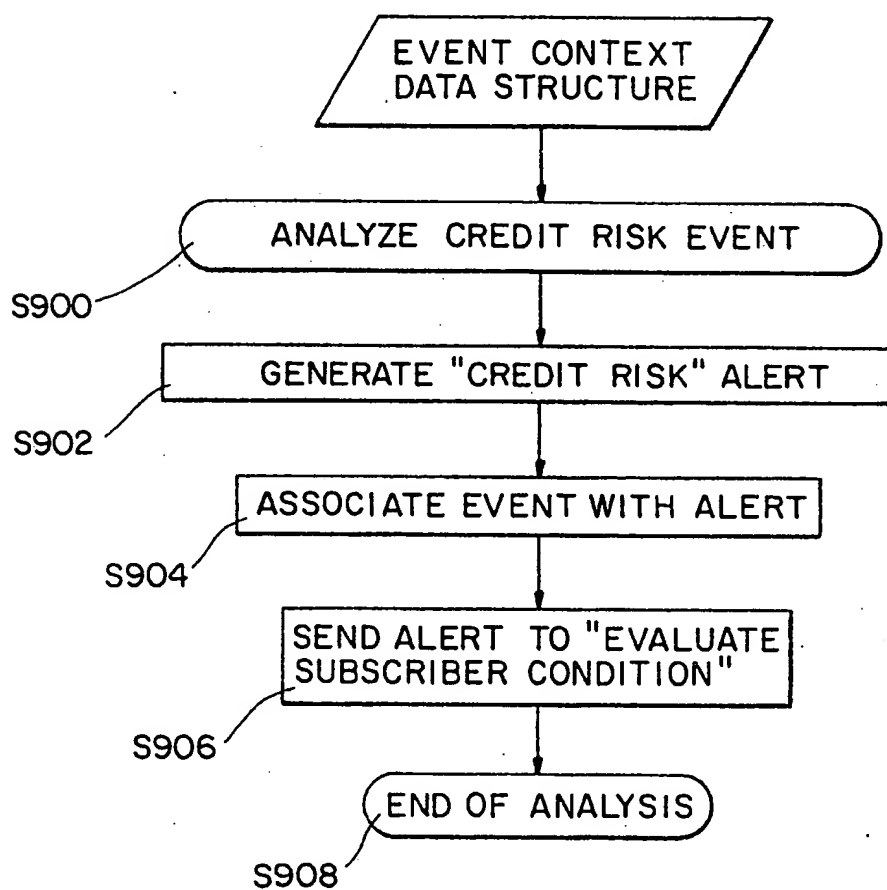 EVENT CONTEXT
DATA STRUCTURE
ANALYZE CREDIT RISK EVENT
S900
GENERATE "CREDIT RISK" ALERT
S902
ASSOCIATE EVENT WITH ALERT
S904
SEND ALERT TO "EVALUATE
SUBSCRIBER CONDITION"
S906
END OF ANALYSIS
S908